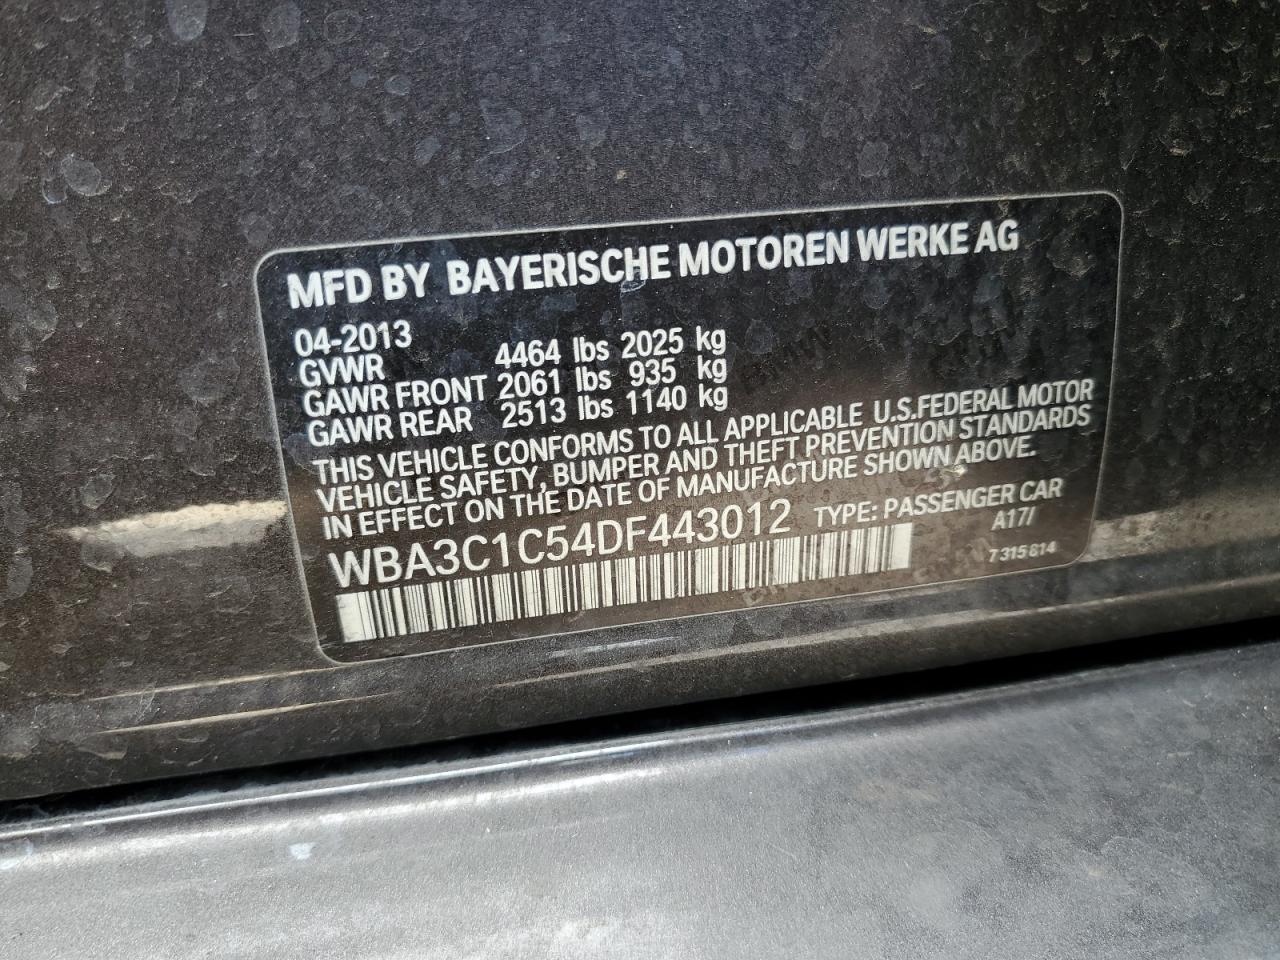 MFD BY BAYERISCHE MOTOREN WERKE AG
04-2013
GVWR 4464 lbs 2025 kg
GAWR FRONT 2061 lbs 935 kg
GAWR REAR 2513 lbs 1140 kg
THIS VEHICLE CONFORMS TO ALL APPLICABLE U.S.FEDERAL MOTOR
VEHICLE SAFETY, BUMPER AND THEFT PREVENTION STANDARDS
IN EFFECT ON THE DATE OF MANUFACTURE SHOWN ABOVE.
WBA3C1C54DF443012 TYPE: PASSENGER CAR
A17/
7 315 814